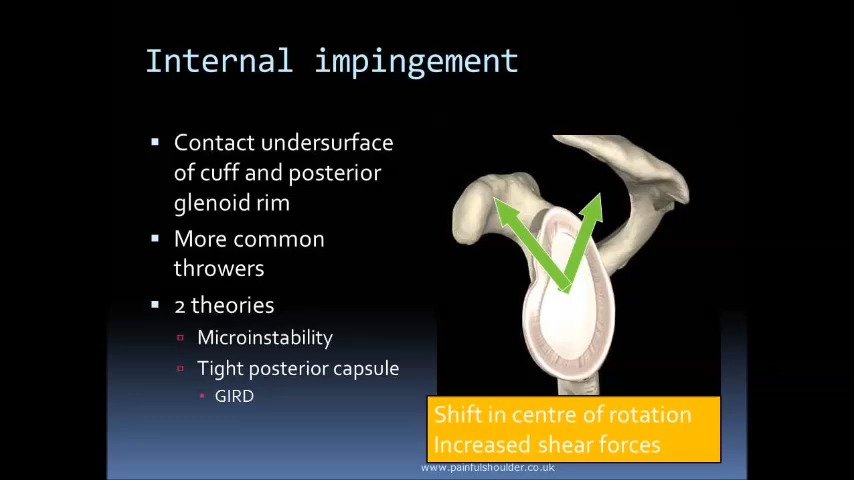 Internal impingement
Contact undersurface
of cuff and posterior
glenoid rim
More common
throwers
2 theories
Microinstability
Tight posterior capsule
GIRD
Shift in centre of rotation
Increased shear forces
www.painfulshoulder.co.uk